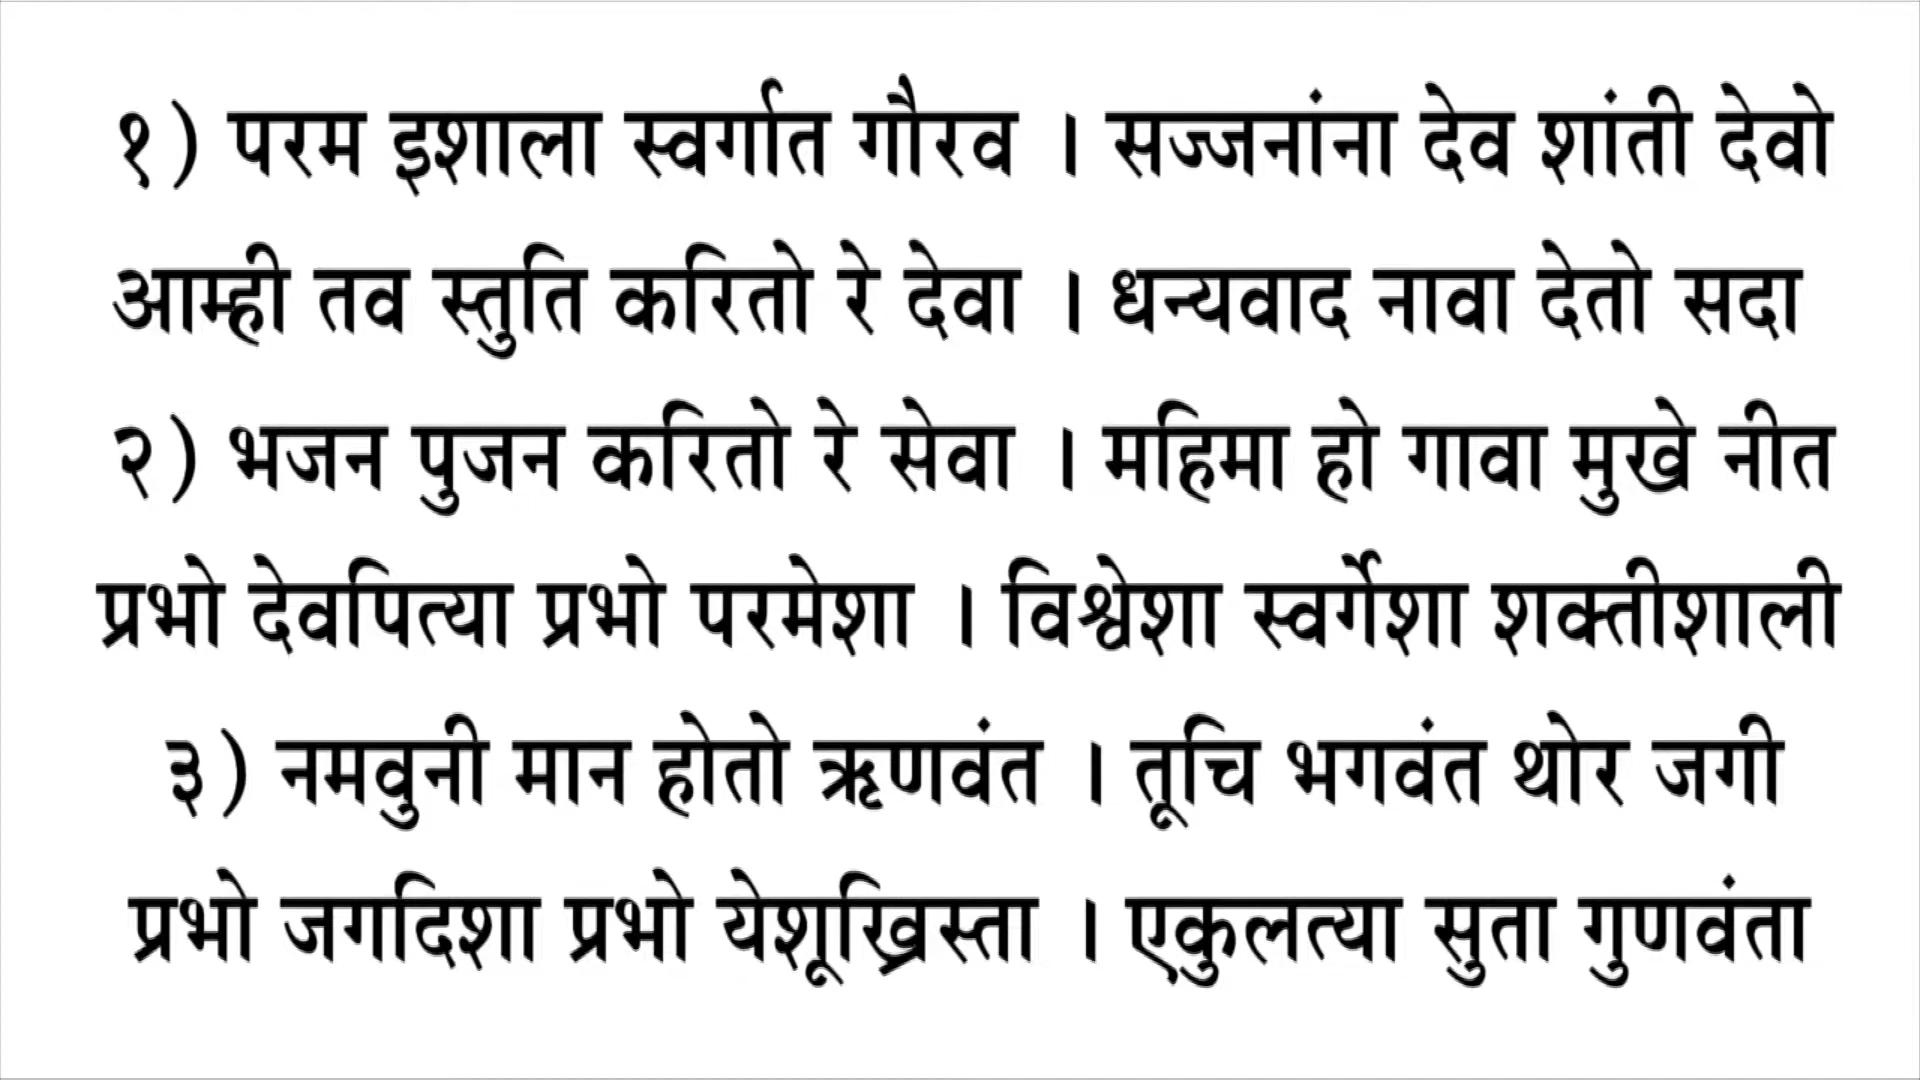 १) परम इशाला स्वर्गात गौरव । सज्जनांना देव शांती देवो
आम्ही तव स्तुति करितो रे देवा । धन्यवाद नावा देतो सदा
२) भजन पुजन करितो रे सेवा । महिमा हो गावा मुखे नीत
प्रभो देवपित्या प्रभो परमेशा । विश्वेशा स्वर्गेशा शक्तीशाली
३) नमवुनी मान होतो ऋणवंत । तूचि भगवंत थोर जगी
प्रभो जगदिशा प्रभो येशूख्रिस्ता । एकुलत्या सुता गुणवंता